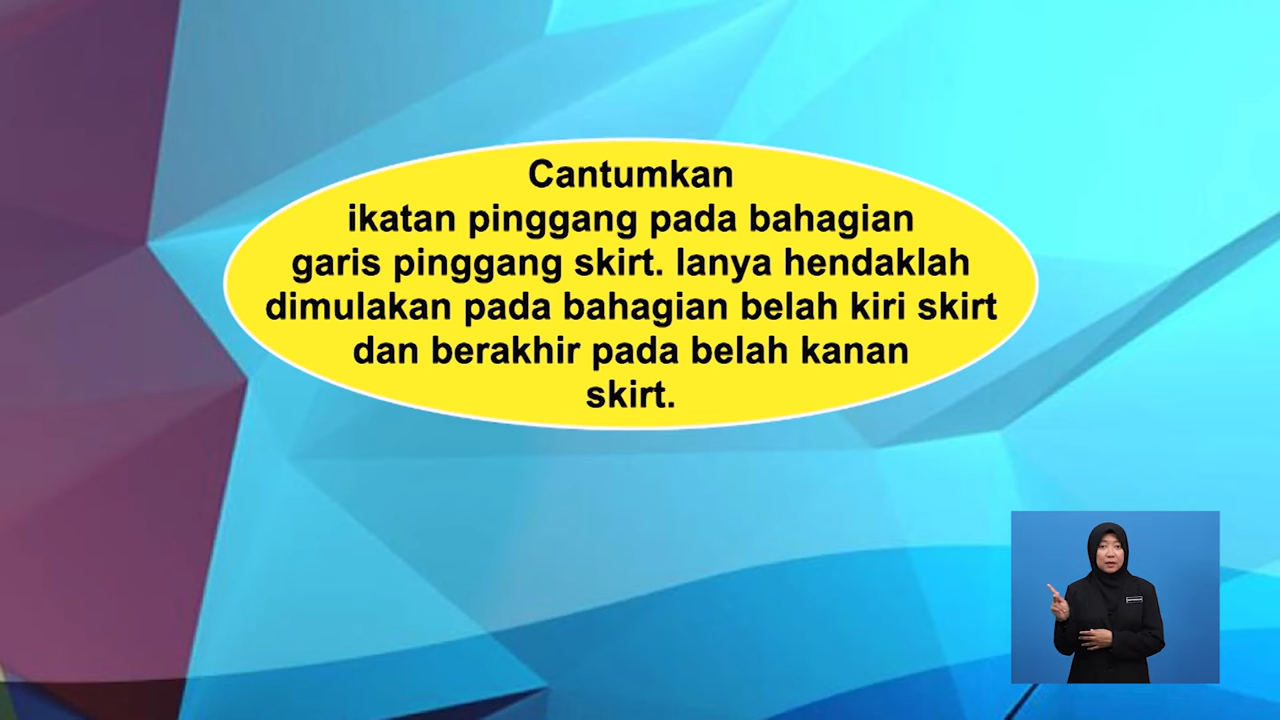 Cantumkan
ikatan pinggang pada bahagian
garis pinggang skirt. Ianya hendaklah
dimulakan pada bahagian belah kiri skirt
dan berakhir pada belah kanan
skirt.